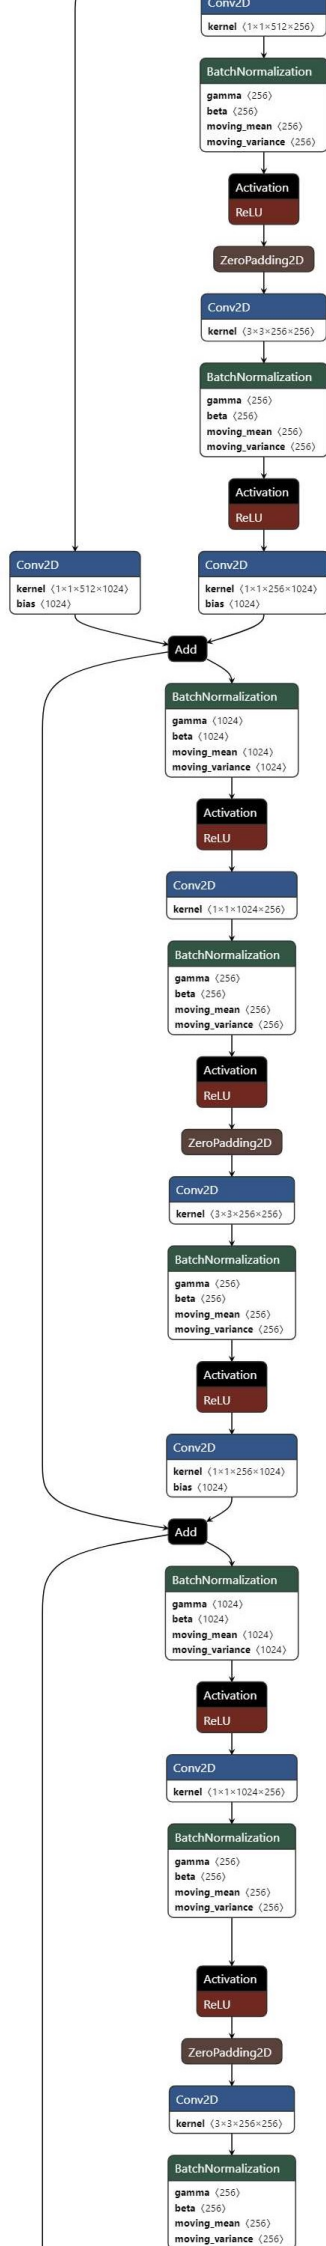 Conv2D
kernel ⟨1×1×512×256⟩
BatchNormalization
gamma ⟨256⟩
beta ⟨256⟩
moving_mean ⟨256⟩
moving_variance ⟨256⟩
Activation
ReLU
ZeroPadding2D
Conv2D
kernel ⟨3×3×256×256⟩
BatchNormalization
gamma ⟨256⟩
beta ⟨256⟩
moving_mean ⟨256⟩
moving_variance ⟨256⟩
Activation
ReLU
Conv2D
kernel ⟨1×1×512×1024⟩
bias ⟨1024⟩
Conv2D
kernel ⟨1×1×256×1024⟩
bias ⟨1024⟩
Add
BatchNormalization
gamma ⟨1024⟩
beta ⟨1024⟩
moving_mean ⟨1024⟩
moving_variance ⟨1024⟩
Activation
ReLU
Conv2D
kernel ⟨1×1×1024×256⟩
BatchNormalization
gamma ⟨256⟩
beta ⟨256⟩
moving_mean ⟨256⟩
moving_variance ⟨256⟩
Activation
ReLU
ZeroPadding2D
Conv2D
kernel ⟨3×3×256×256⟩
BatchNormalization
gamma ⟨256⟩
beta ⟨256⟩
moving_mean ⟨256⟩
moving_variance ⟨256⟩
Activation
ReLU
Conv2D
kernel ⟨1×1×256×1024⟩
bias ⟨1024⟩
Add
BatchNormalization
gamma ⟨1024⟩
beta ⟨1024⟩
moving_mean ⟨1024⟩
moving_variance ⟨1024⟩
Activation
ReLU
Conv2D
kernel ⟨1×1×1024×256⟩
BatchNormalization
gamma ⟨256⟩
beta ⟨256⟩
moving_mean ⟨256⟩
moving_variance ⟨256⟩
Activation
ReLU
ZeroPadding2D
Conv2D
kernel ⟨3×3×256×256⟩
BatchNormalization
gamma ⟨256⟩
beta ⟨256⟩
moving_mean ⟨256⟩
moving_variance ⟨256⟩